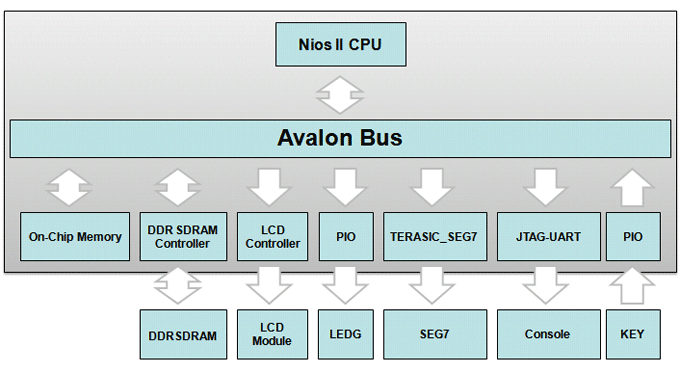 Nios II CPU
Avalon Bus
On-Chip Memory
DDR SDRAM
Controller
LCD
Controller
PIO
TERASIC_SEG7
JTAG-UART
PIO
DDRSDRAM
LCD
Module
LEDG
SEG7
Console
KEY